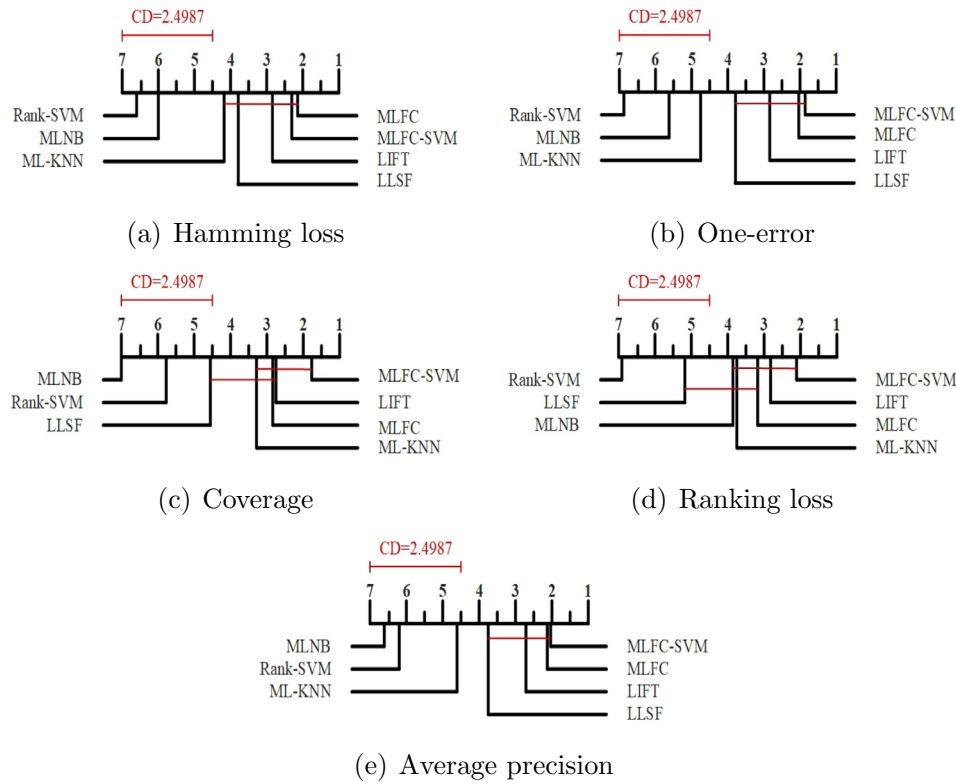 CD=2.4987
7 6 5 4 3 2 1
Rank-SVM
MLNB
ML-KNN
MLFC
MLFC-SVM
LIFT
LLSF
(a) Hamming loss
CD=2.4987
7 6 5 4 3 2 1
Rank-SVM
MLNB
ML-KNN
MLFC-SVM
MLFC
LIFT
LLSF
(b) One-error
CD=2.4987
7 6 5 4 3 2 1
MLNB
Rank-SVM
LLSF
MLFC-SVM
LIFT
MLFC
ML-KNN
(c) Coverage
CD=2.4987
7 6 5 4 3 2 1
Rank-SVM
LLSF
MLNB
MLFC-SVM
LIFT
MLFC
ML-KNN
(d) Ranking loss
CD=2.4987
7 6 5 4 3 2 1
MLNB
Rank-SVM
ML-KNN
MLFC-SVM
MLFC
LIFT
LLSF
(e) Average precision